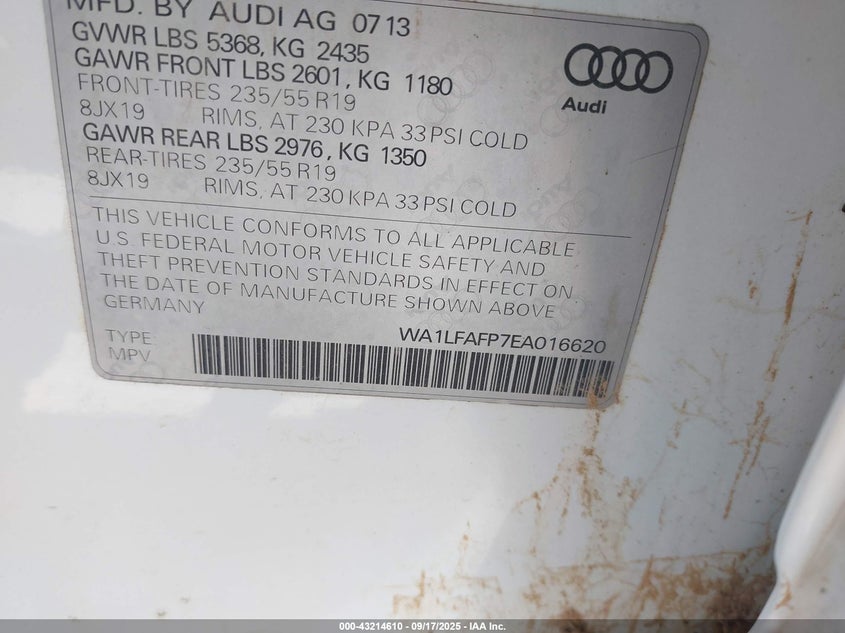 MFD. BY AUDI AG 0713
GVWR LBS 5368, KG 2435
GAWR FRONT LBS 2601, KG 1180
FRONT-TIRES 235/55 R19
8JX19 RIMS, AT 230 KPA 33 PSI COLD
GAWR REAR LBS 2976, KG 1350
REAR-TIRES 235/55 R19
8JX19 RIMS, AT 230 KPA 33 PSI COLD
Audi
THIS VEHICLE CONFORMS TO ALL APPLICABLE
U.S. FEDERAL MOTOR VEHICLE SAFETY AND
THEFT PREVENTION STANDARDS IN EFFECT ON
THE DATE OF MANUFACTURE SHOWN ABOVE
GERMANY
TYPE: WA1LFAFP7EA016620
MPV
000-43214610 - 09/17/2025 - IAA Inc.